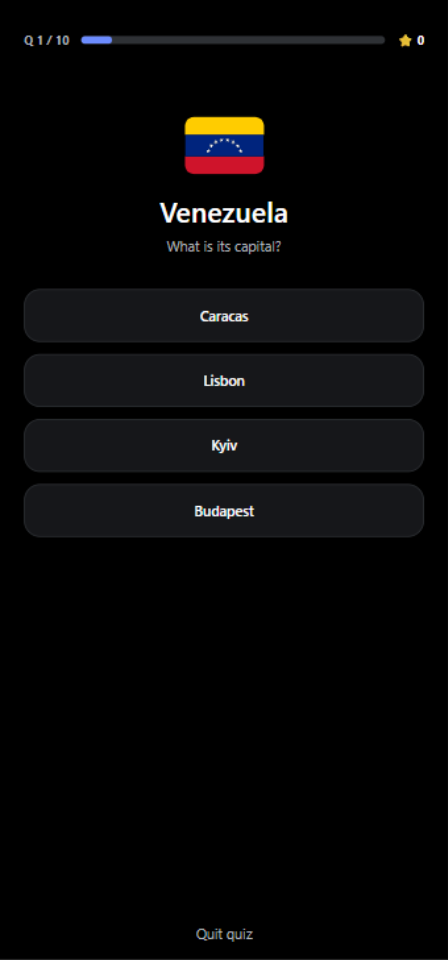 Q 1 / 10
0
Venezuela
What is its capital?
Caracas
Lisbon
Kyiv
Budapest
Quit quiz